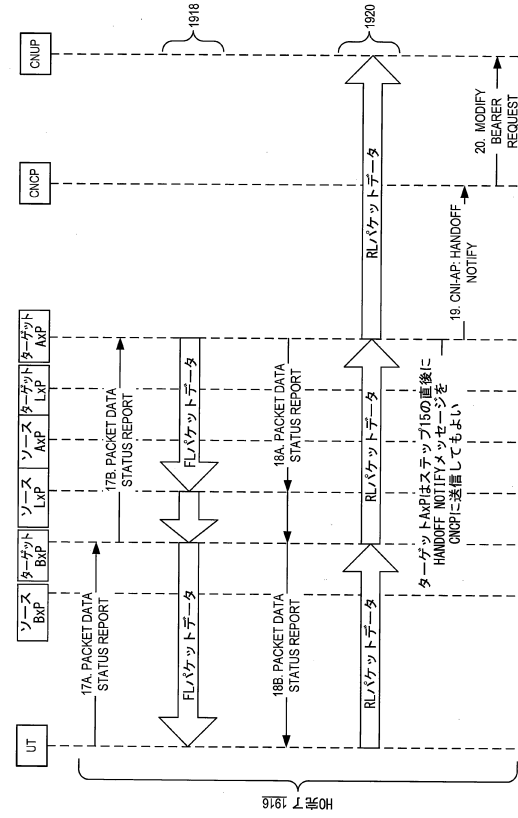 UT
ソース
BxP
ターゲット
BxP
ソース
LxP
ソース
AxP
ターゲット
LxP
ターゲット
AxP
CNCP
CNUP
17A. PACKET DATA
STATUS REPORT
17B. PACKET DATA
STATUS REPORT
FLパケットデータ
FLパケットデータ
1918
18A. PACKET DATA
STATUS REPORT
18B. PACKET DATA
STATUS REPORT
RLパケットデータ
RLパケットデータ
RLパケットデータ
1920
ターゲットAxPはステップ15の直後に
HANDOFF NOTIFYメッセージを
CNCPに送信してもよい
19. CNI-AP: HANDOFF
NOTIFY
20. MODIFY
BEARER
REQUEST
HO完了 1916